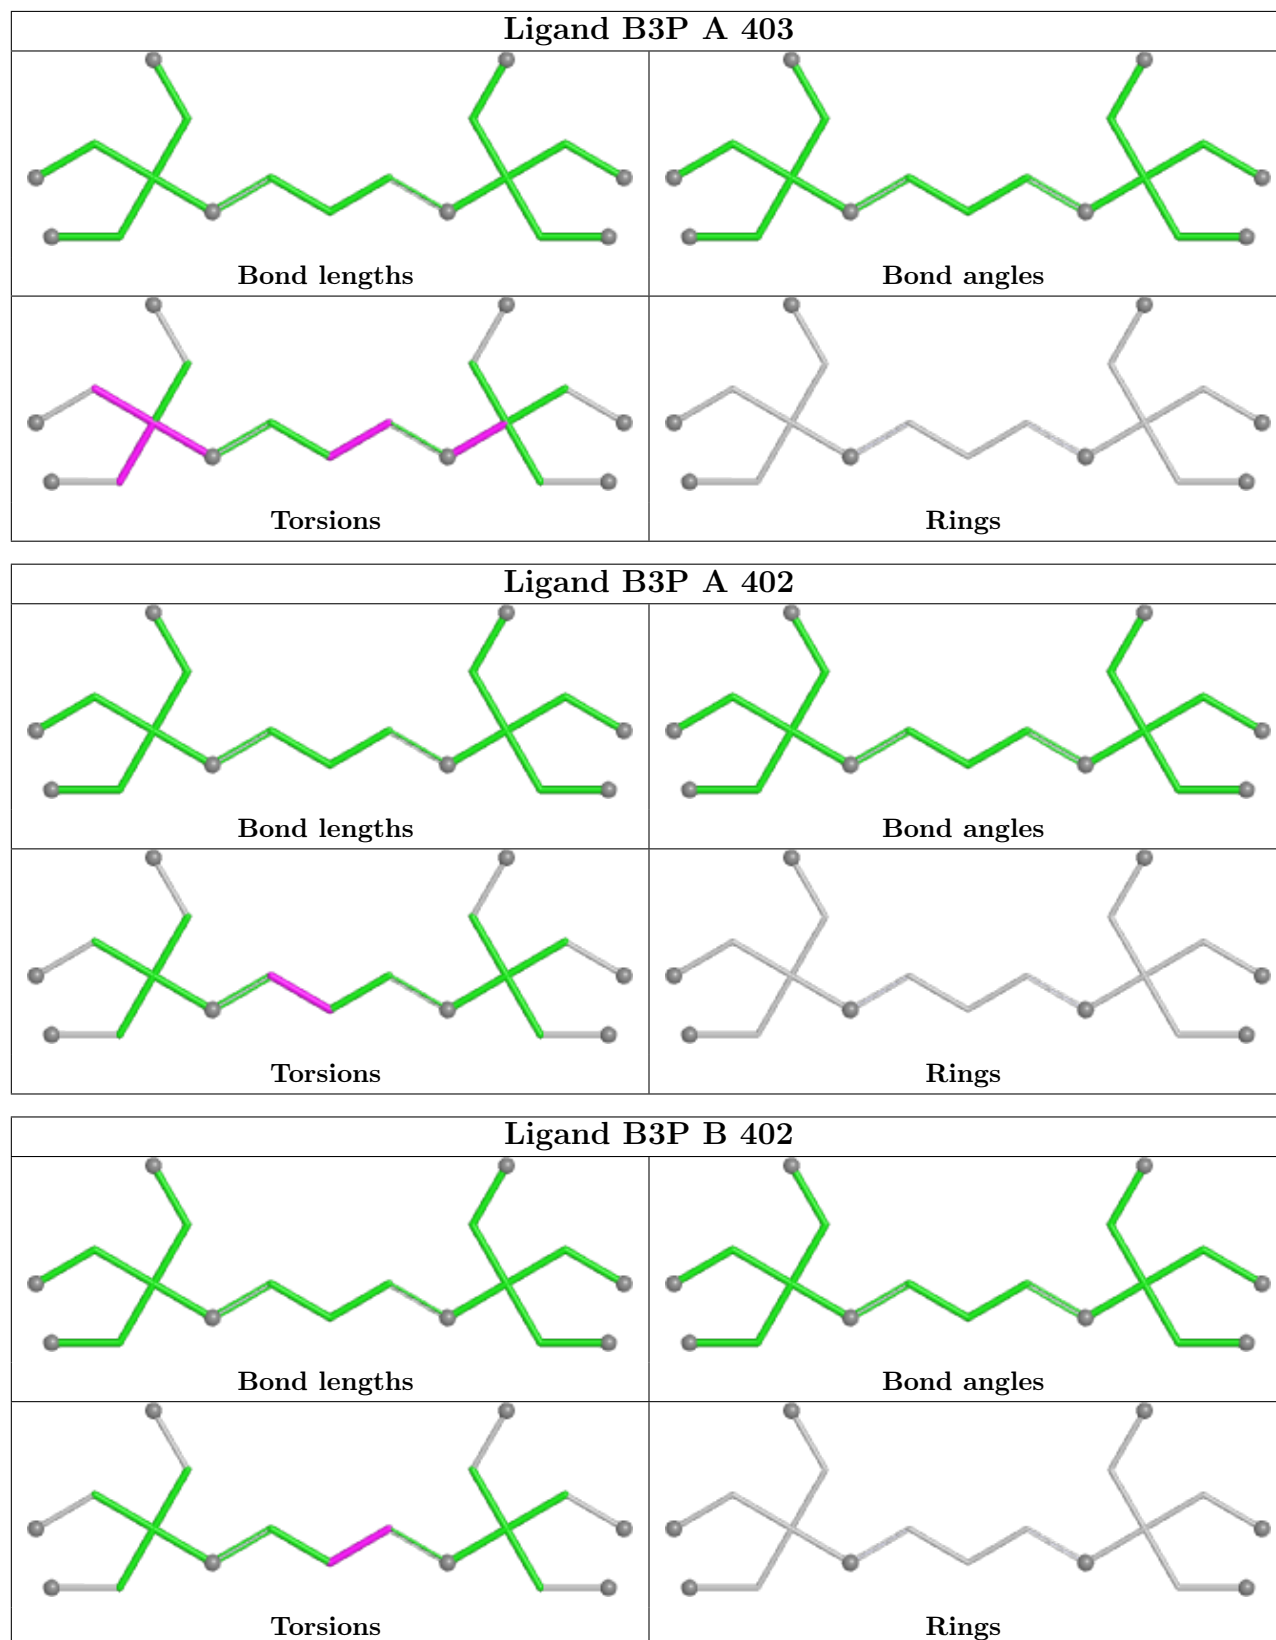 Ligand B3P A 403
Bond lengths
Bond angles
Torsions
Rings
Ligand B3P A 402
Bond lengths
Bond angles
Torsions
Rings
Ligand B3P B 402
Bond lengths
Bond angles
Torsions
Rings